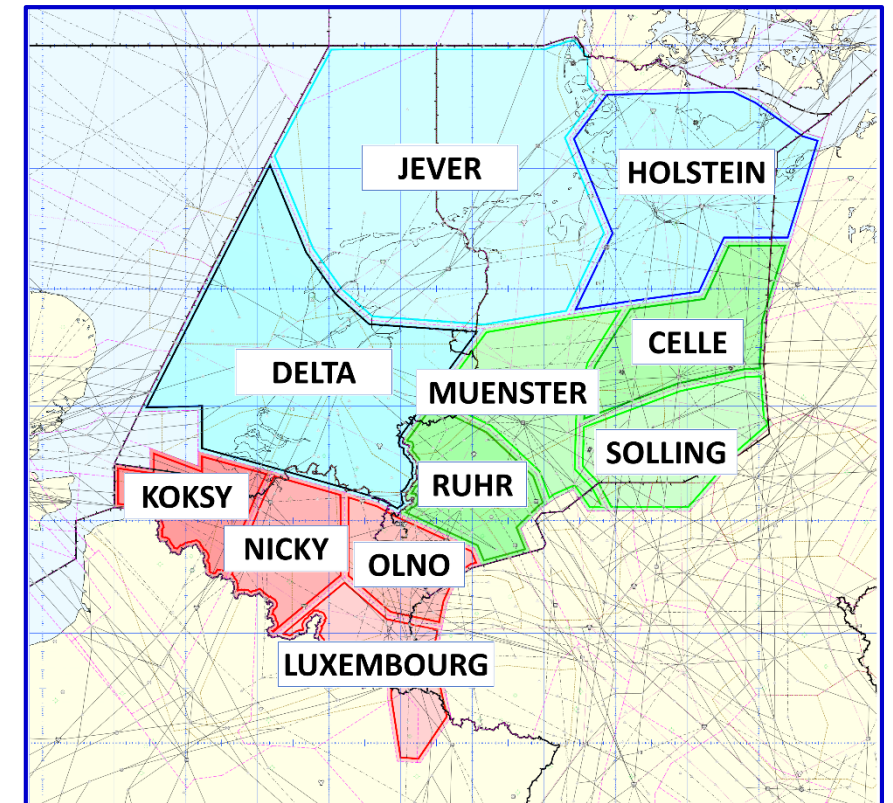 JEVER
HOLSTEIN
DELTA
CELLE
MUENSTER
SOLLING
RUHR
KOKSY
NICKY
OLNO
LUXEMBOURG